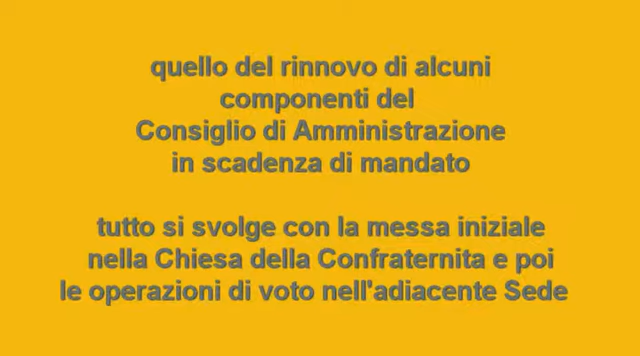 quello del rinnovo di alcuni
componenti del
Consiglio di Amministrazione
in scadenza di mandato
tutto si svolge con la messa iniziale
nella Chiesa della Confraternita e poi
le operazioni di voto nell'adiacente Sede